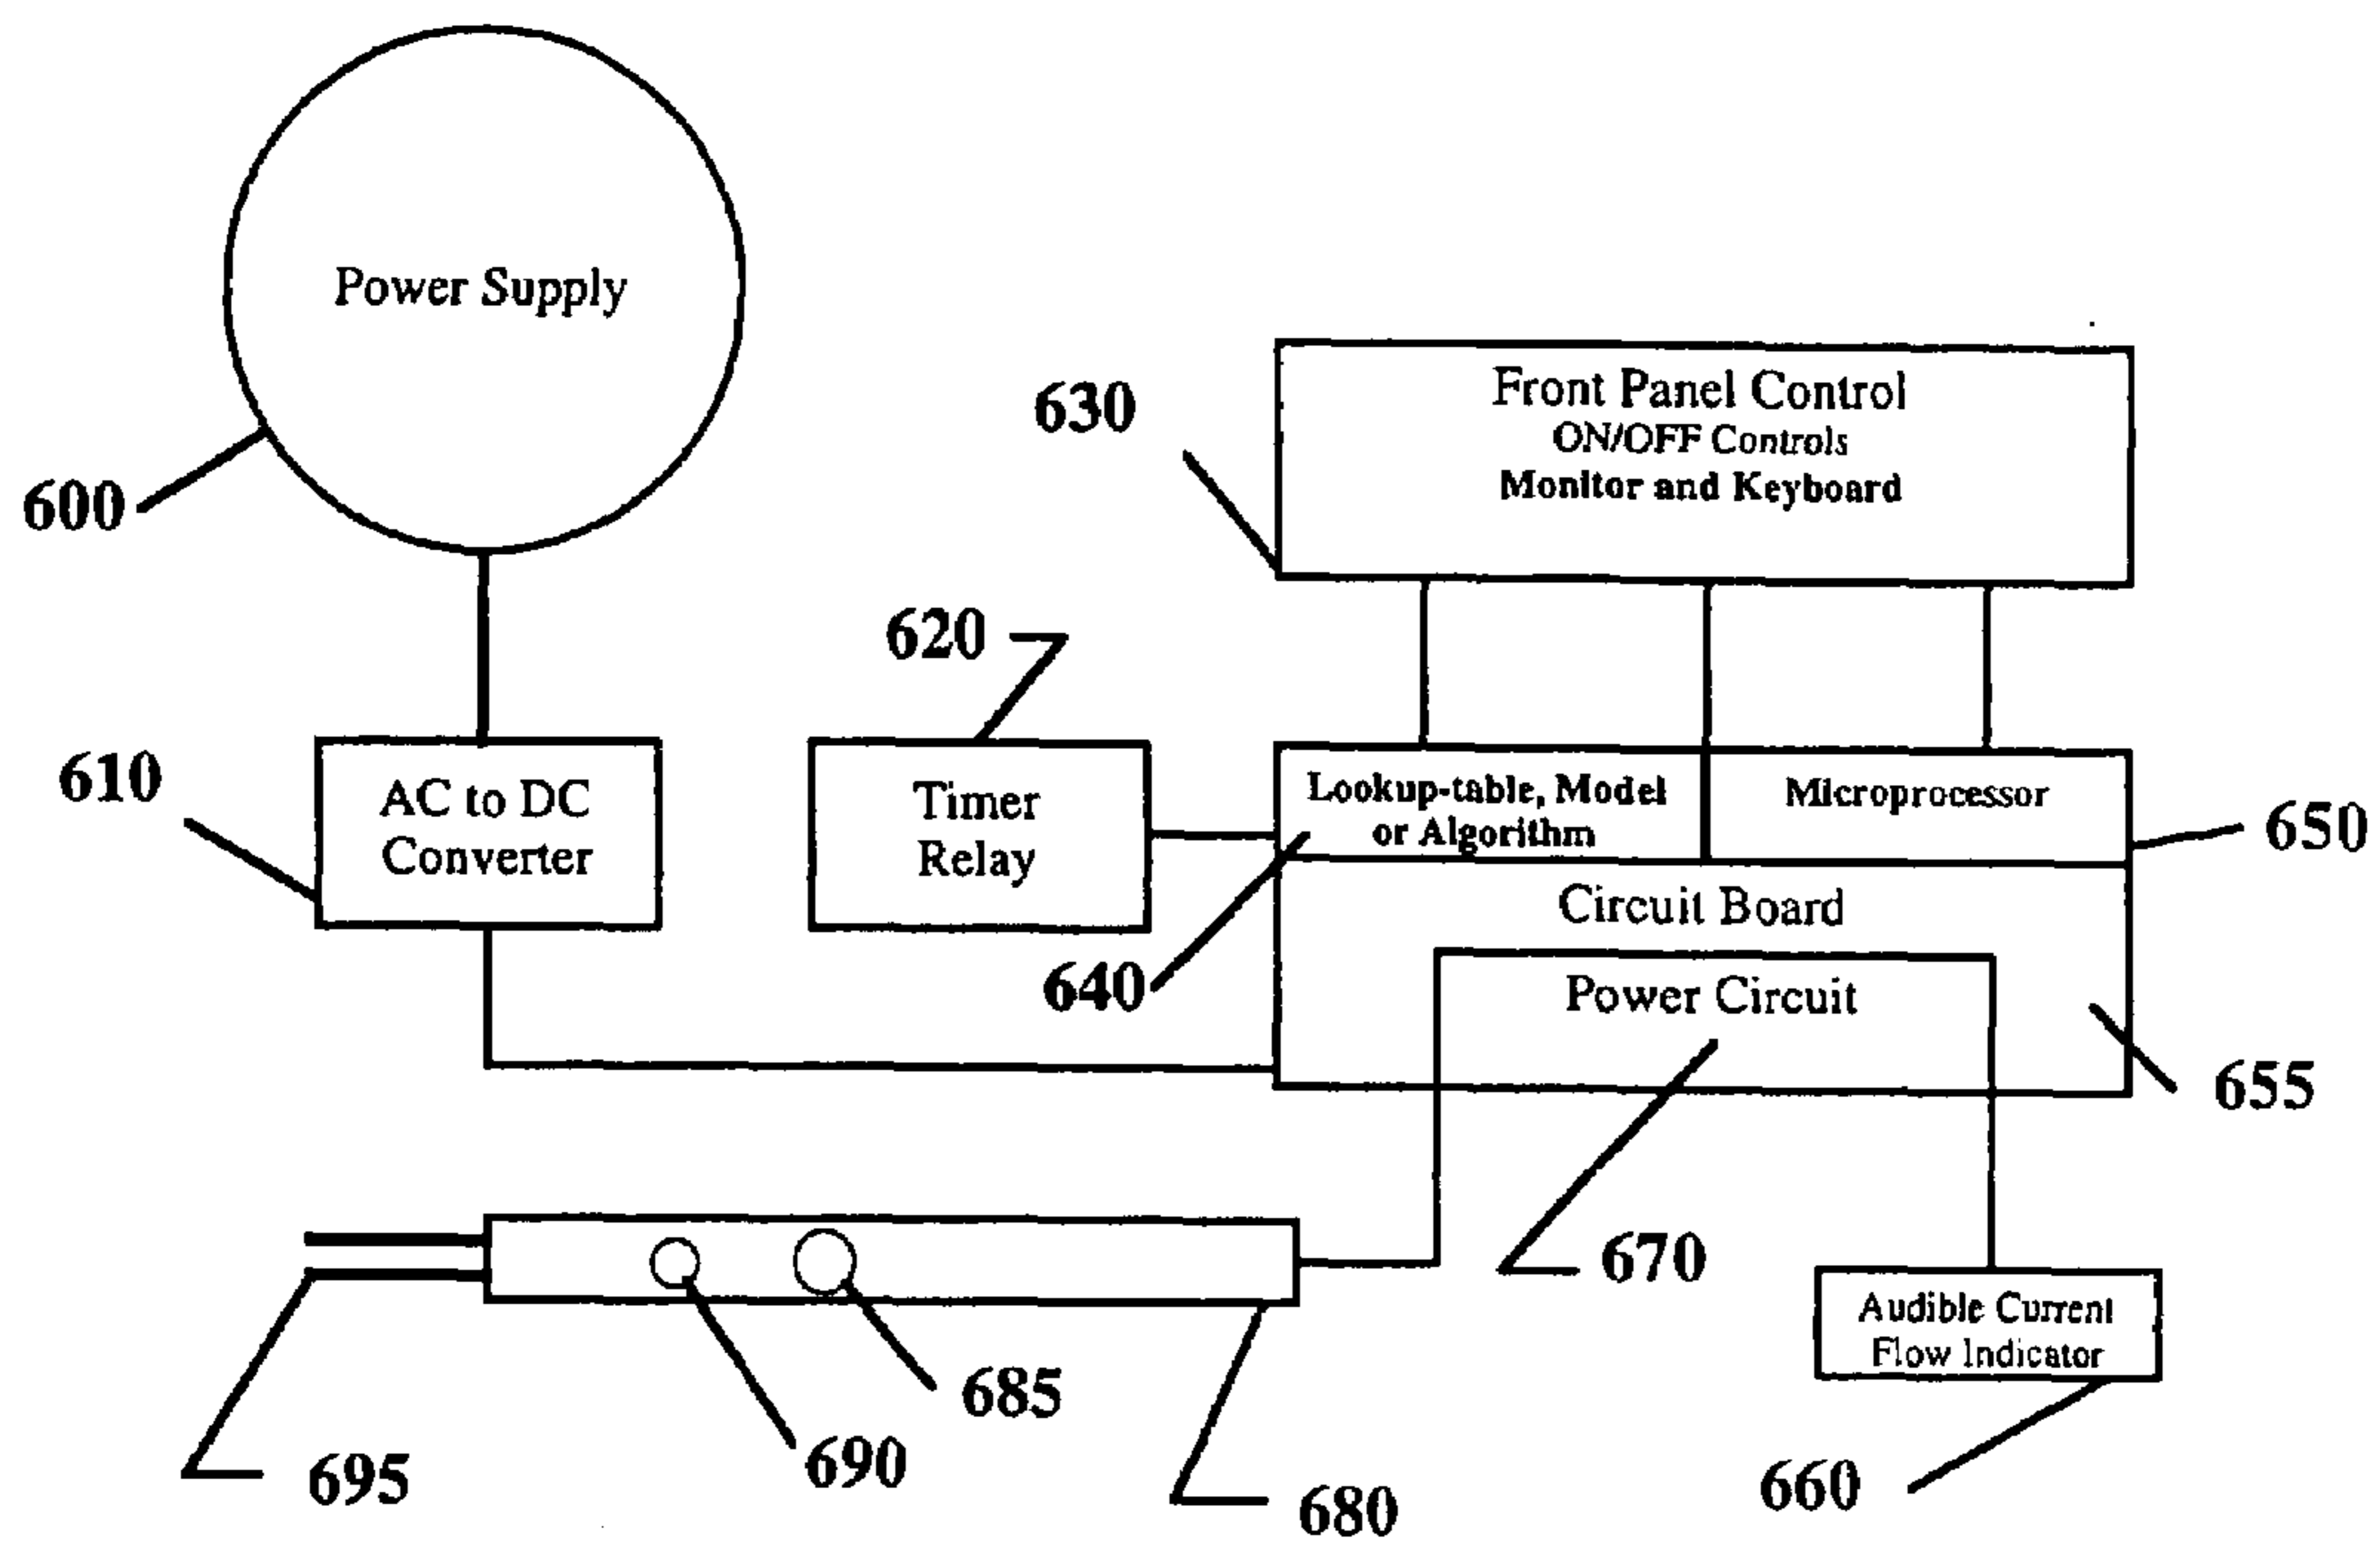 Power Supply
600
630
Front Panel Control
ON/OFF Controls
Monitor and Keyboard
620
610
AC to DC
Converter
Timer
Relay
Lookup-table, Model
or Algorithm
Microprocessor
650
Circuit Board
640
Power Circuit
655
670
685
690
695
680
Audible Current
Flow Indicator
660